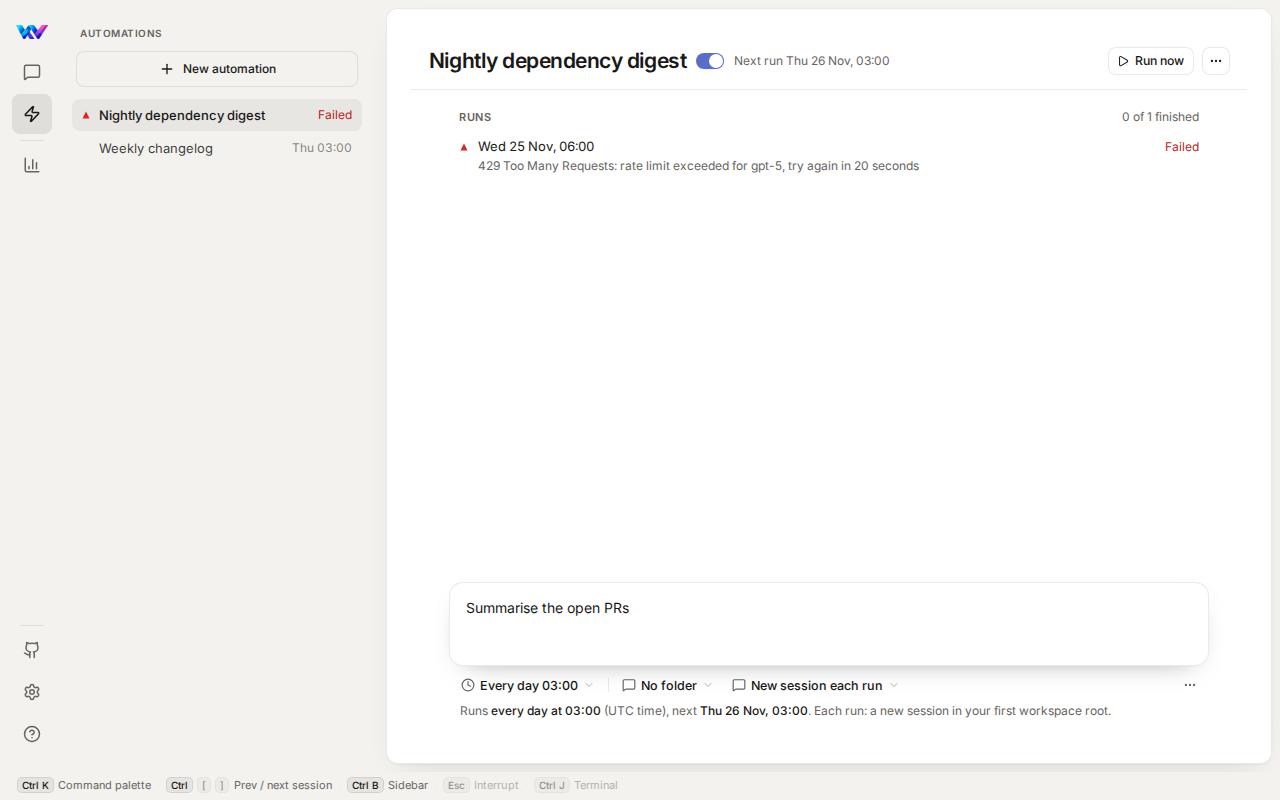 AUTOMATIONS
New automation
Nightly dependency digest Failed
Weekly changelog Thu 03:00
Nightly dependency digest Next run Thu 26 Nov, 03:00 Run now
RUNS 0 of 1 finished
Wed 25 Nov, 06:00 Failed
429 Too Many Requests: rate limit exceeded for gpt-5, try again in 20 seconds
Summarise the open PRs
Every day 03:00 No folder New session each run
Runs every day at 03:00 (UTC time), next Thu 26 Nov, 03:00. Each run: a new session in your first workspace root.
Ctrl K Command palette Ctrl [ ] Prev / next session Ctrl B Sidebar Esc Interrupt Ctrl J Terminal